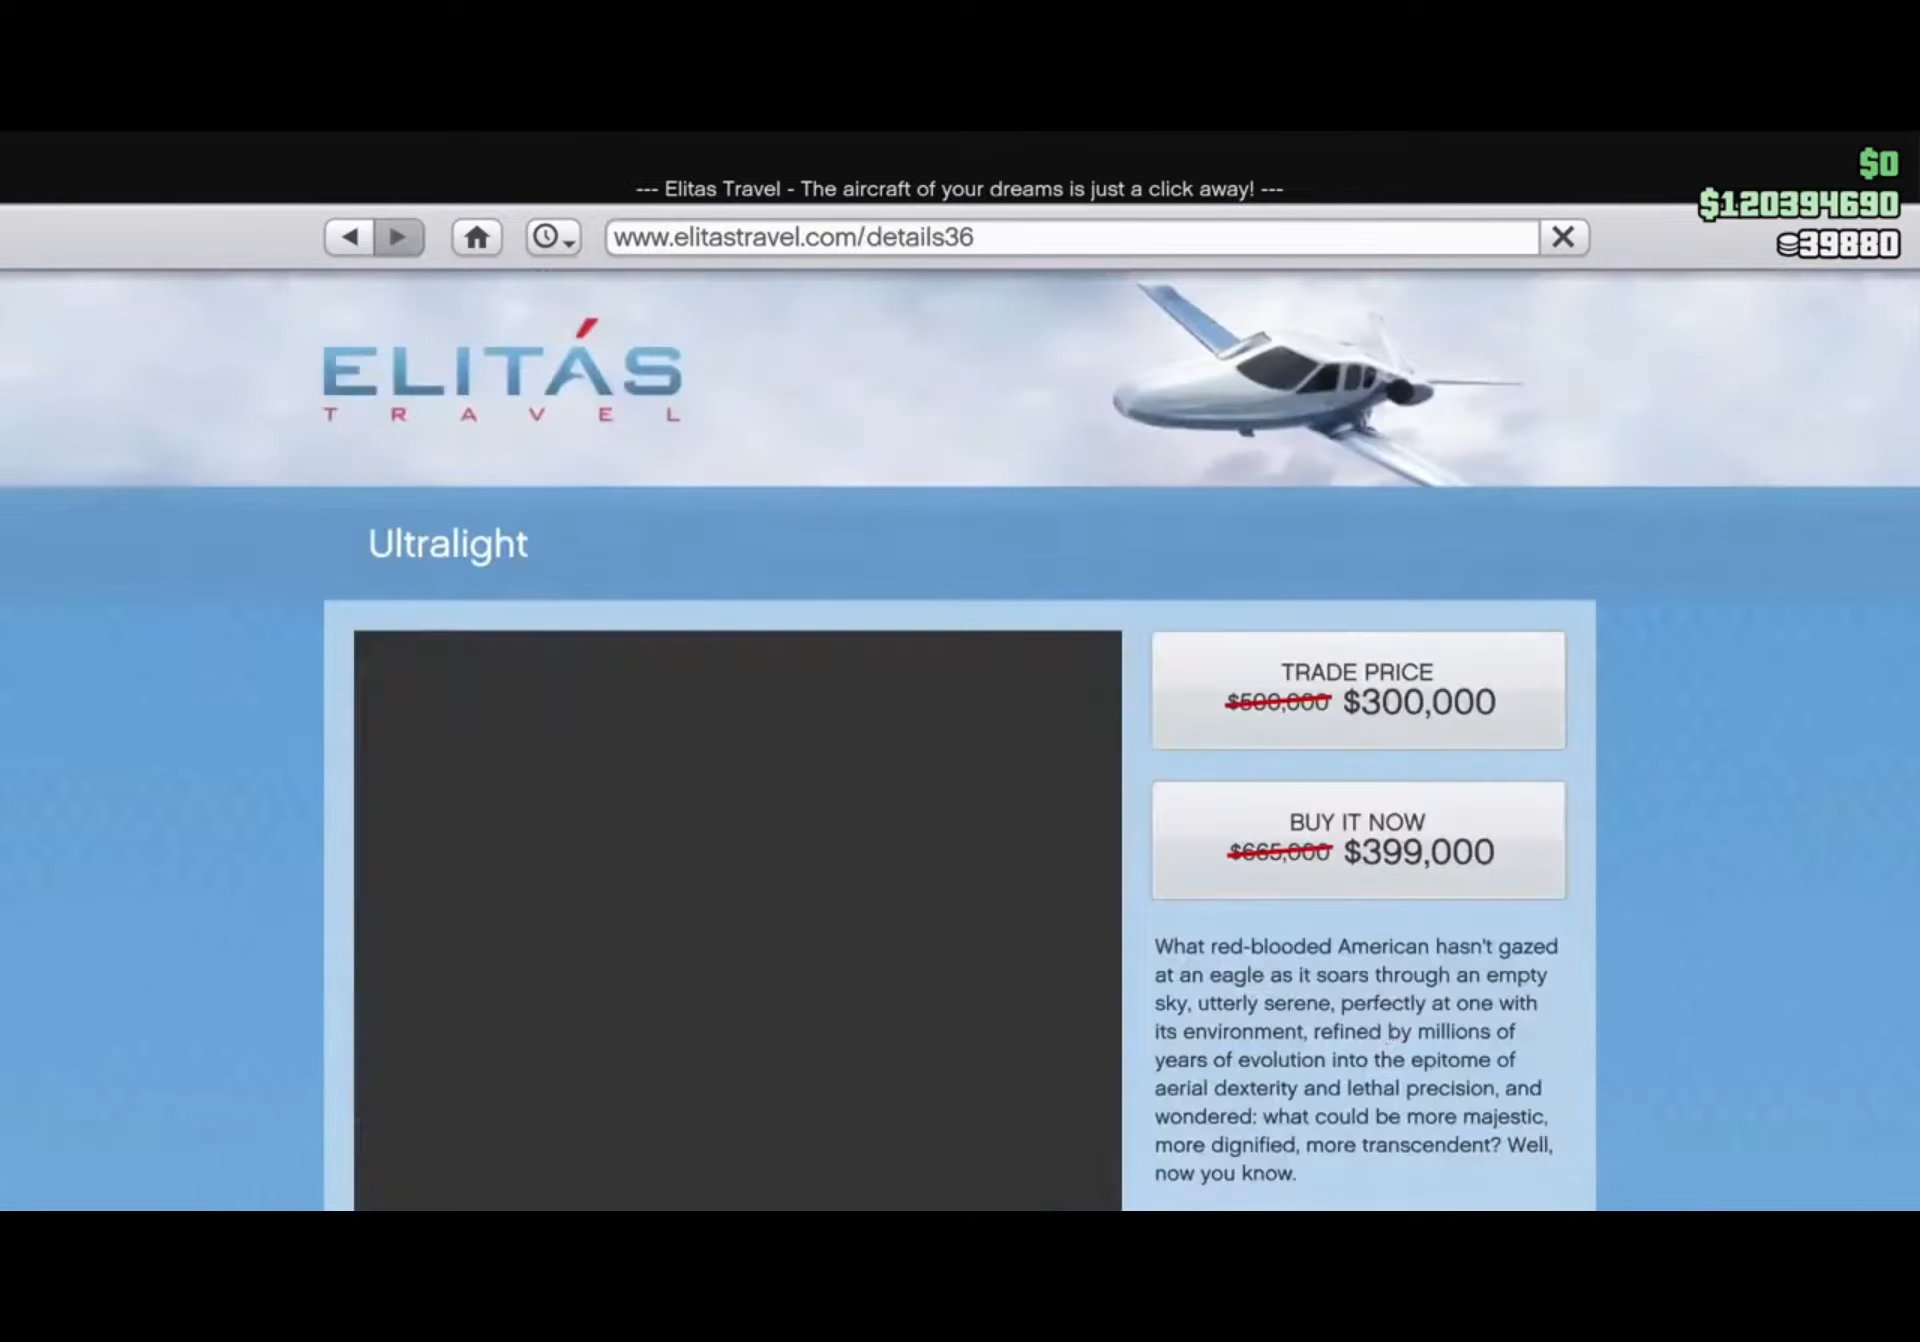 $0
--- Elitas Travel - The aircraft of your dreams is just a click away! ---
$120394690
www.elitastravel.com/details36
39880
ELITÁS
TRAVEL
Ultralight
TRADE PRICE
$500,000 $300,000
BUY IT NOW
$665,000 $399,000
What red-blooded American hasn't gazed
at an eagle as it soars through an empty
sky, utterly serene, perfectly at one with
its environment, refined by millions of
years of evolution into the epitome of
aerial dexterity and lethal precision, and
wondered: what could be more majestic,
more dignified, more transcendent? Well,
now you know.